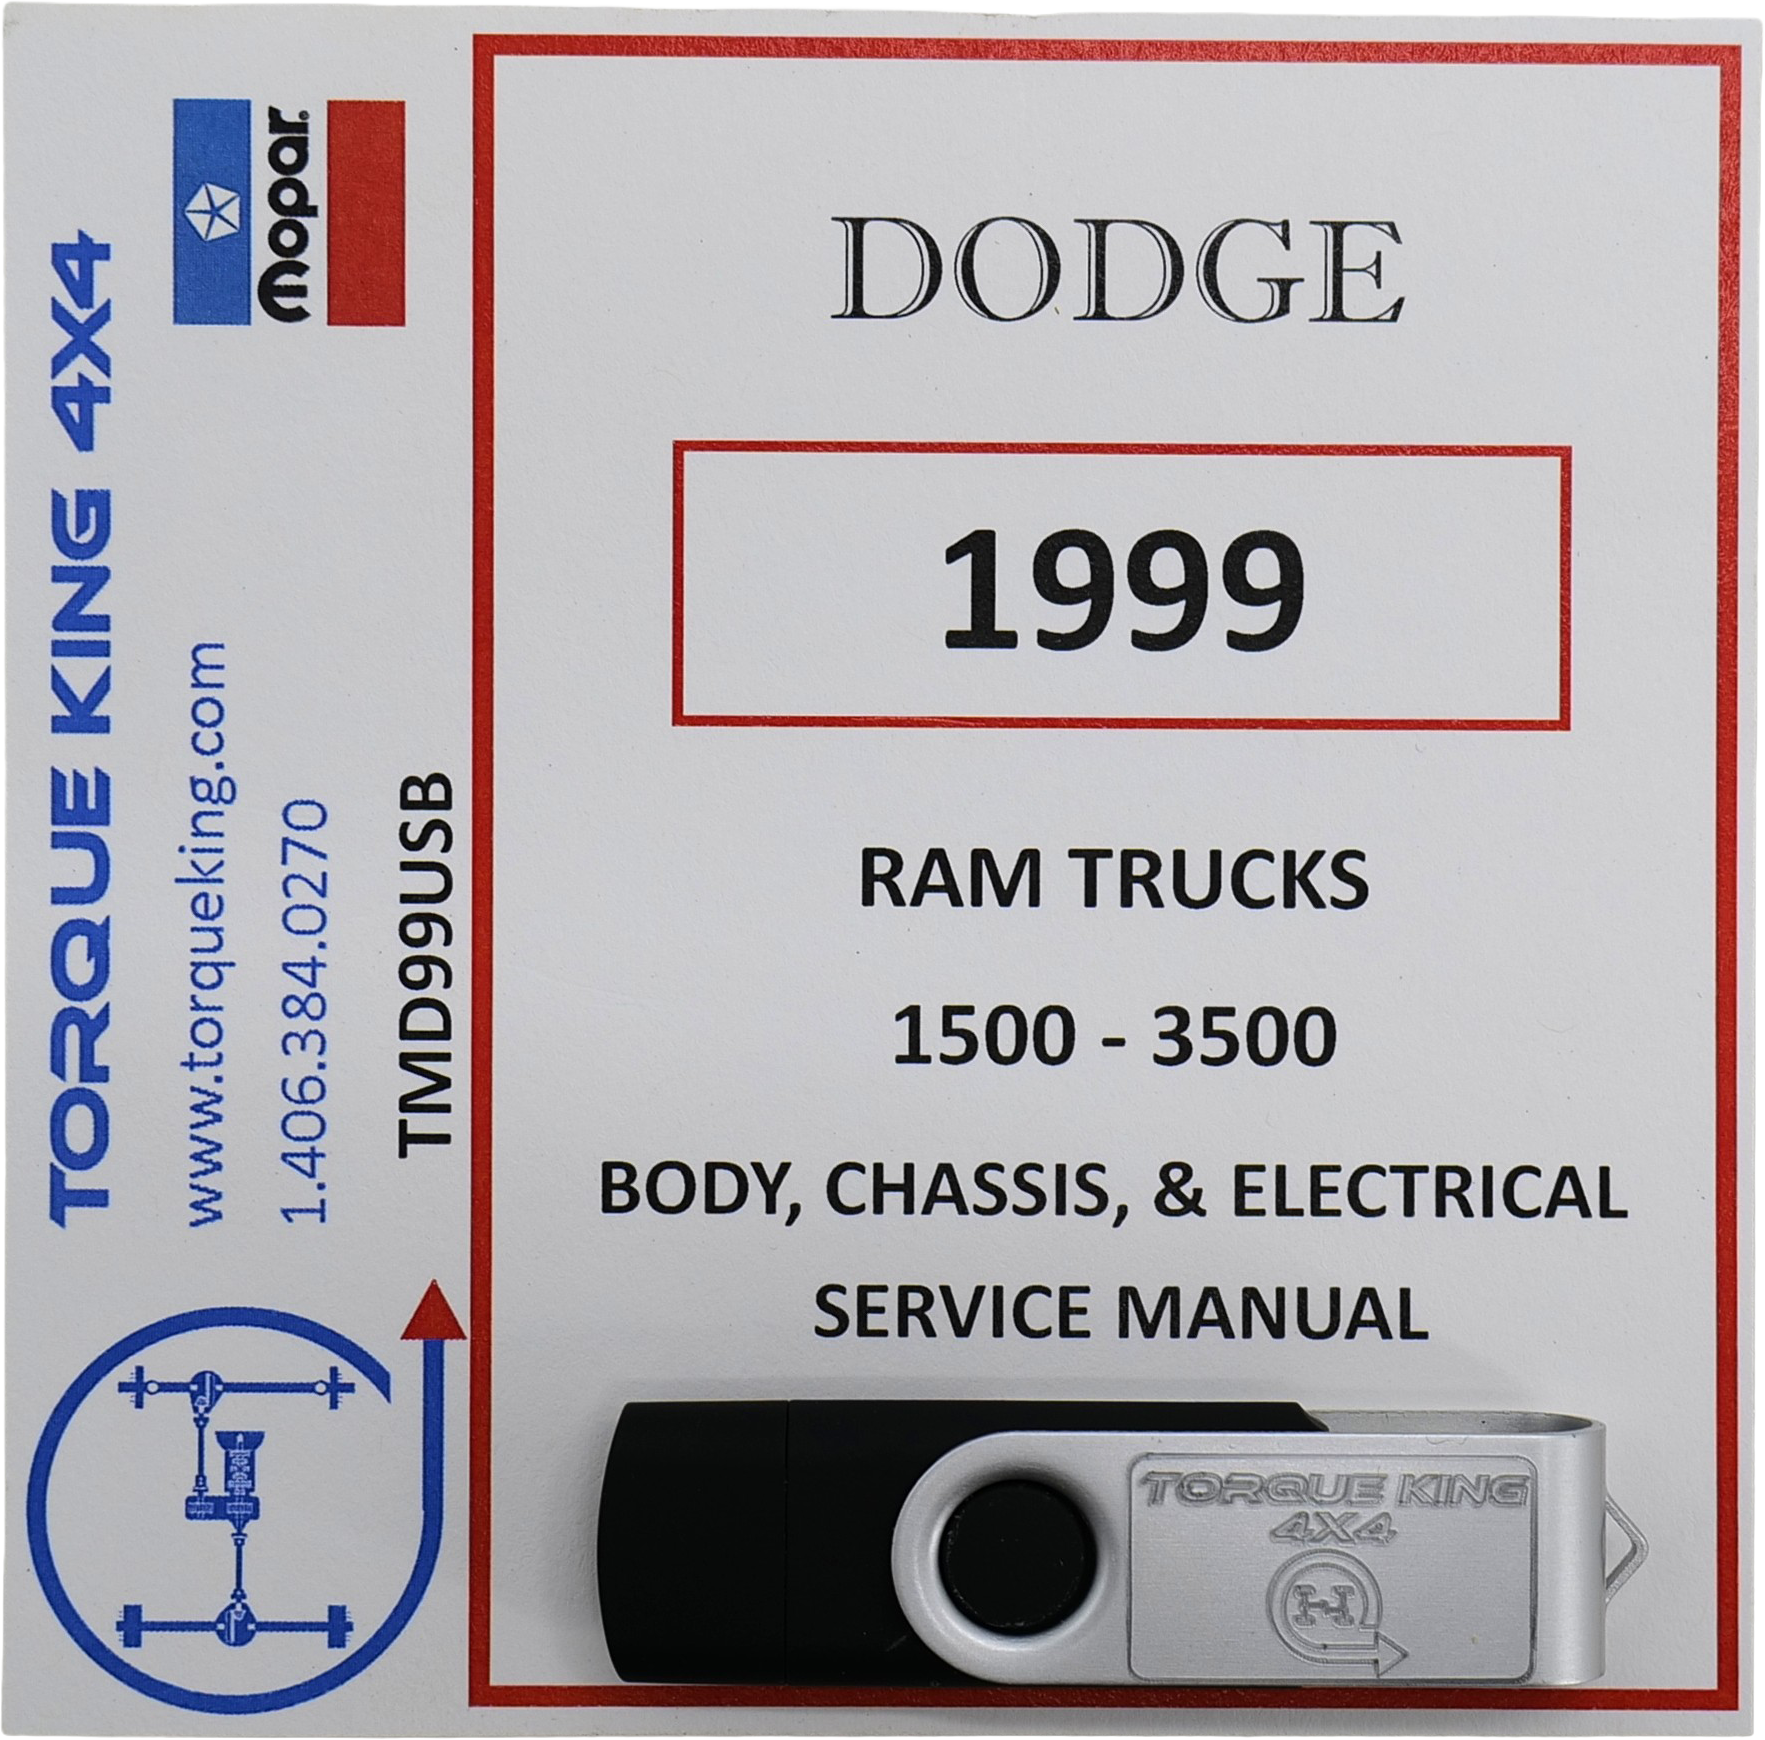 TORQUE KING 4X4
www.torqueking.com
1.406.384.0270
TMD99USB
mopar®
DODGE
1999
RAM TRUCKS
1500 - 3500
BODY, CHASSIS, & ELECTRICAL
SERVICE MANUAL
TORQUE KING
4X4